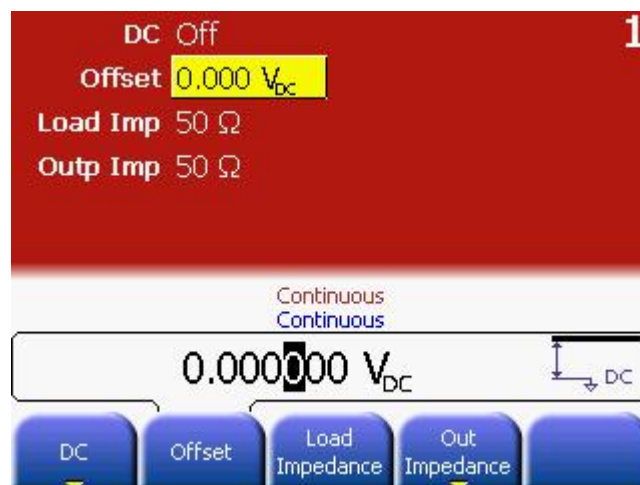 DC Off
1
Offset 0.000 VDC
Load Imp 50 Ω
Outp Imp 50 Ω
Continuous
Continuous
0.000000 VDC
DC
DC
Offset
Load
Impedance
Out
Impedance